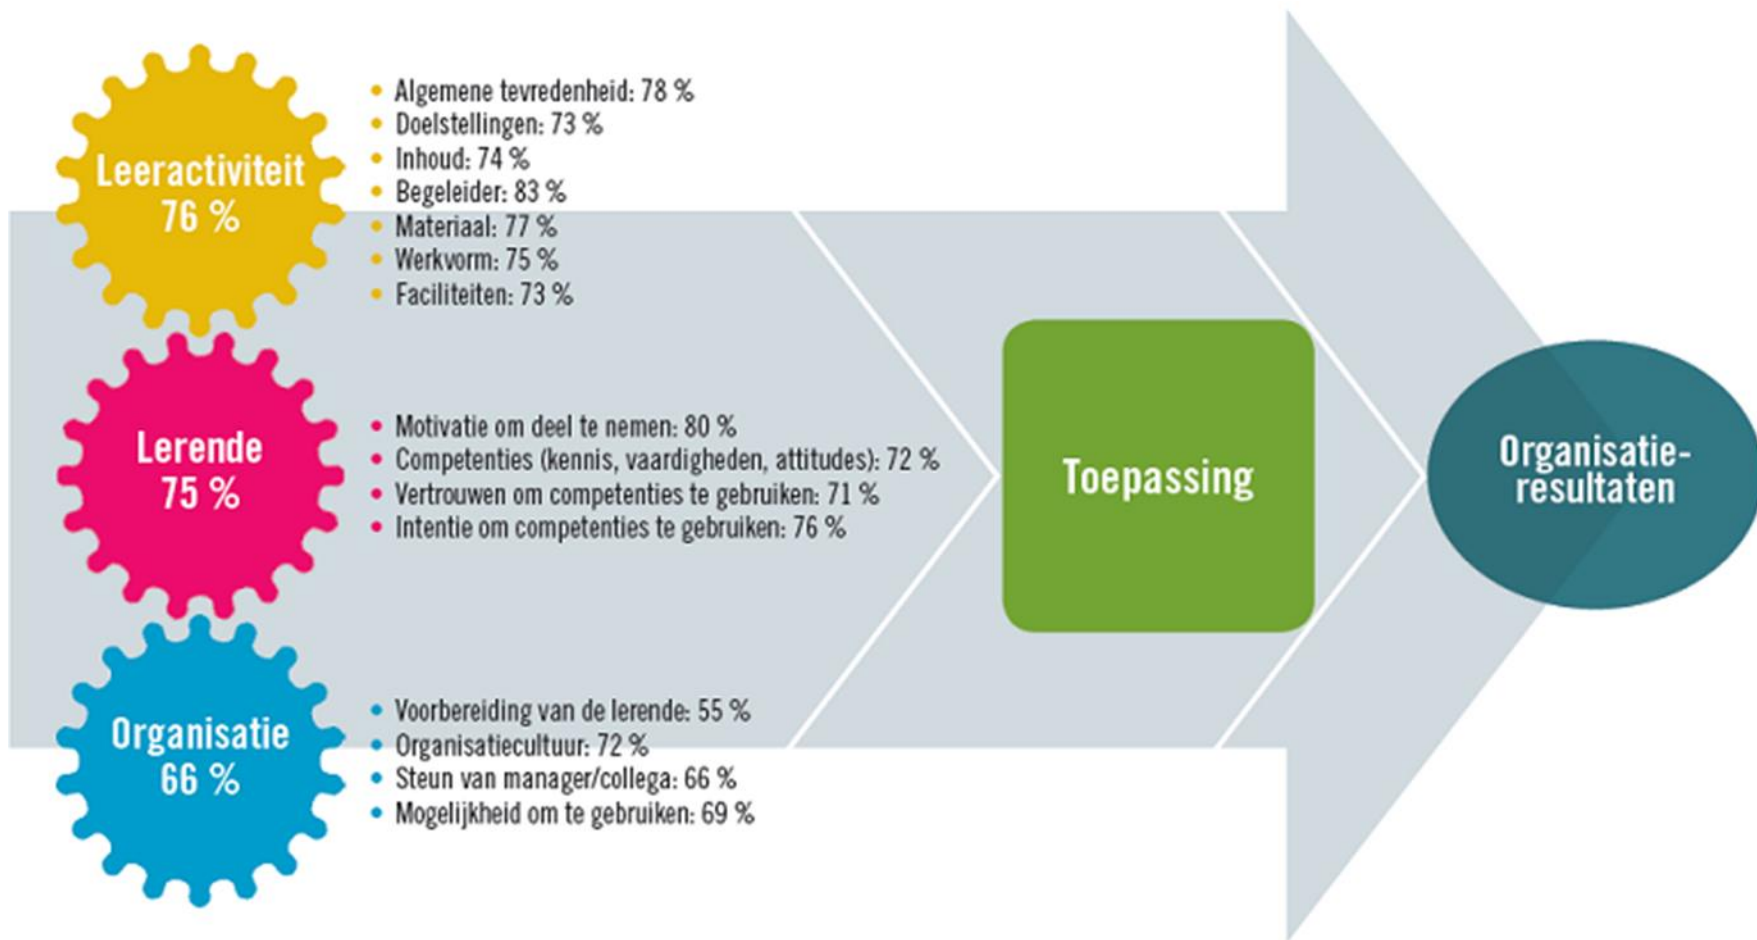 Leeractiviteit
76 %
• Algemene tevredenheid: 78 %
• Doelstellingen: 73 %
• Inhoud: 74 %
• Begeleider: 83 %
• Materiaal: 77 %
• Werkvorm: 75 %
• Faciliteiten: 73 %
Lerende
75 %
• Motivatie om deel te nemen: 80 %
• Competenties (kennis, vaardigheden, attitudes): 72 %
• Vertrouwen om competenties te gebruiken: 71 %
• Intentie om competenties te gebruiken: 76 %
Organisatie
66 %
• Voorbereiding van de lerende: 55 %
• Organisatiecultuur: 72 %
• Steun van manager/collega: 66 %
• Mogelijkheid om te gebruiken: 69 %
Toepassing
Organisatie-
resultaten